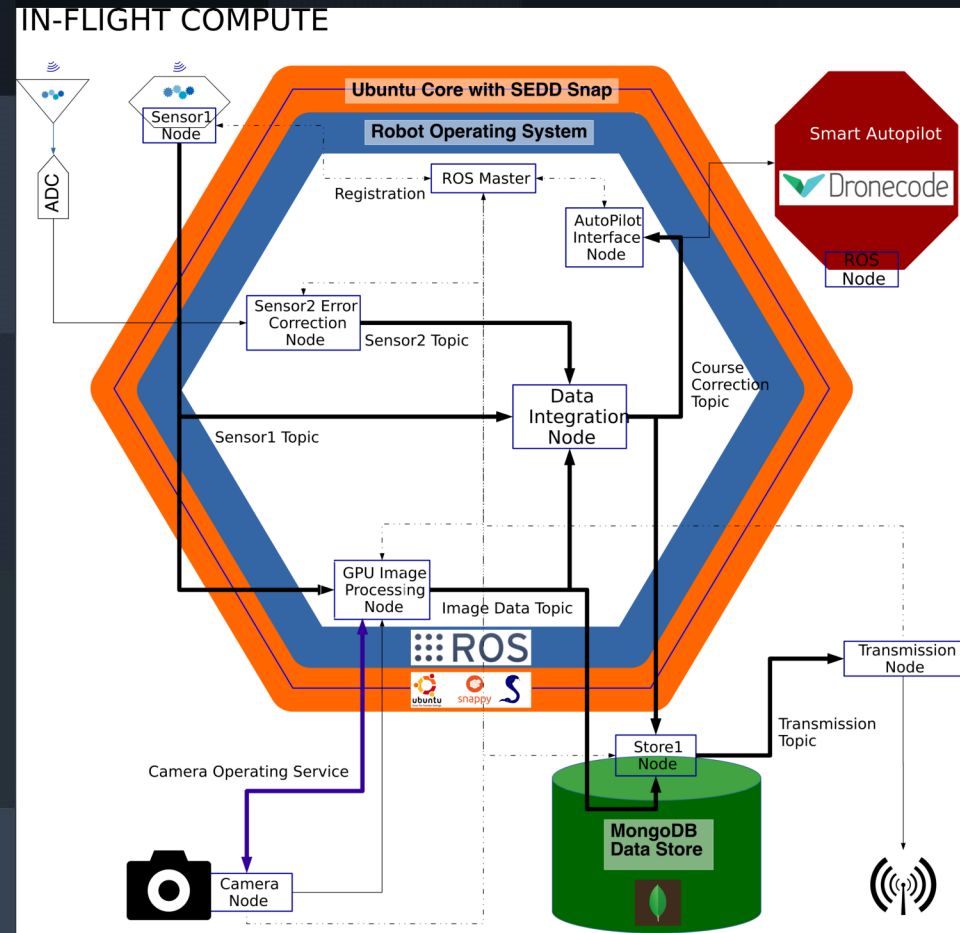 IN-FLIGHT COMPUTE
Ubuntu Core with SEDD Snap
Robot Operating System
Sensor1
Node
ADC
Registration
ROS Master
AutoPilot
Interface
Node
Smart Autopilot
Dronecode
ROS
Node
Sensor2 Error
Correction
Node
Sensor2 Topic
Data
Integration
Node
Course
Correction
Topic
Sensor1 Topic
GPU Image
Processing
Node
Image Data Topic
ROS
ubuntu
snappy
Transmission
Node
Store1
Node
Transmission
Topic
Camera Operating Service
MongoDB
Data Store
Camera
Node